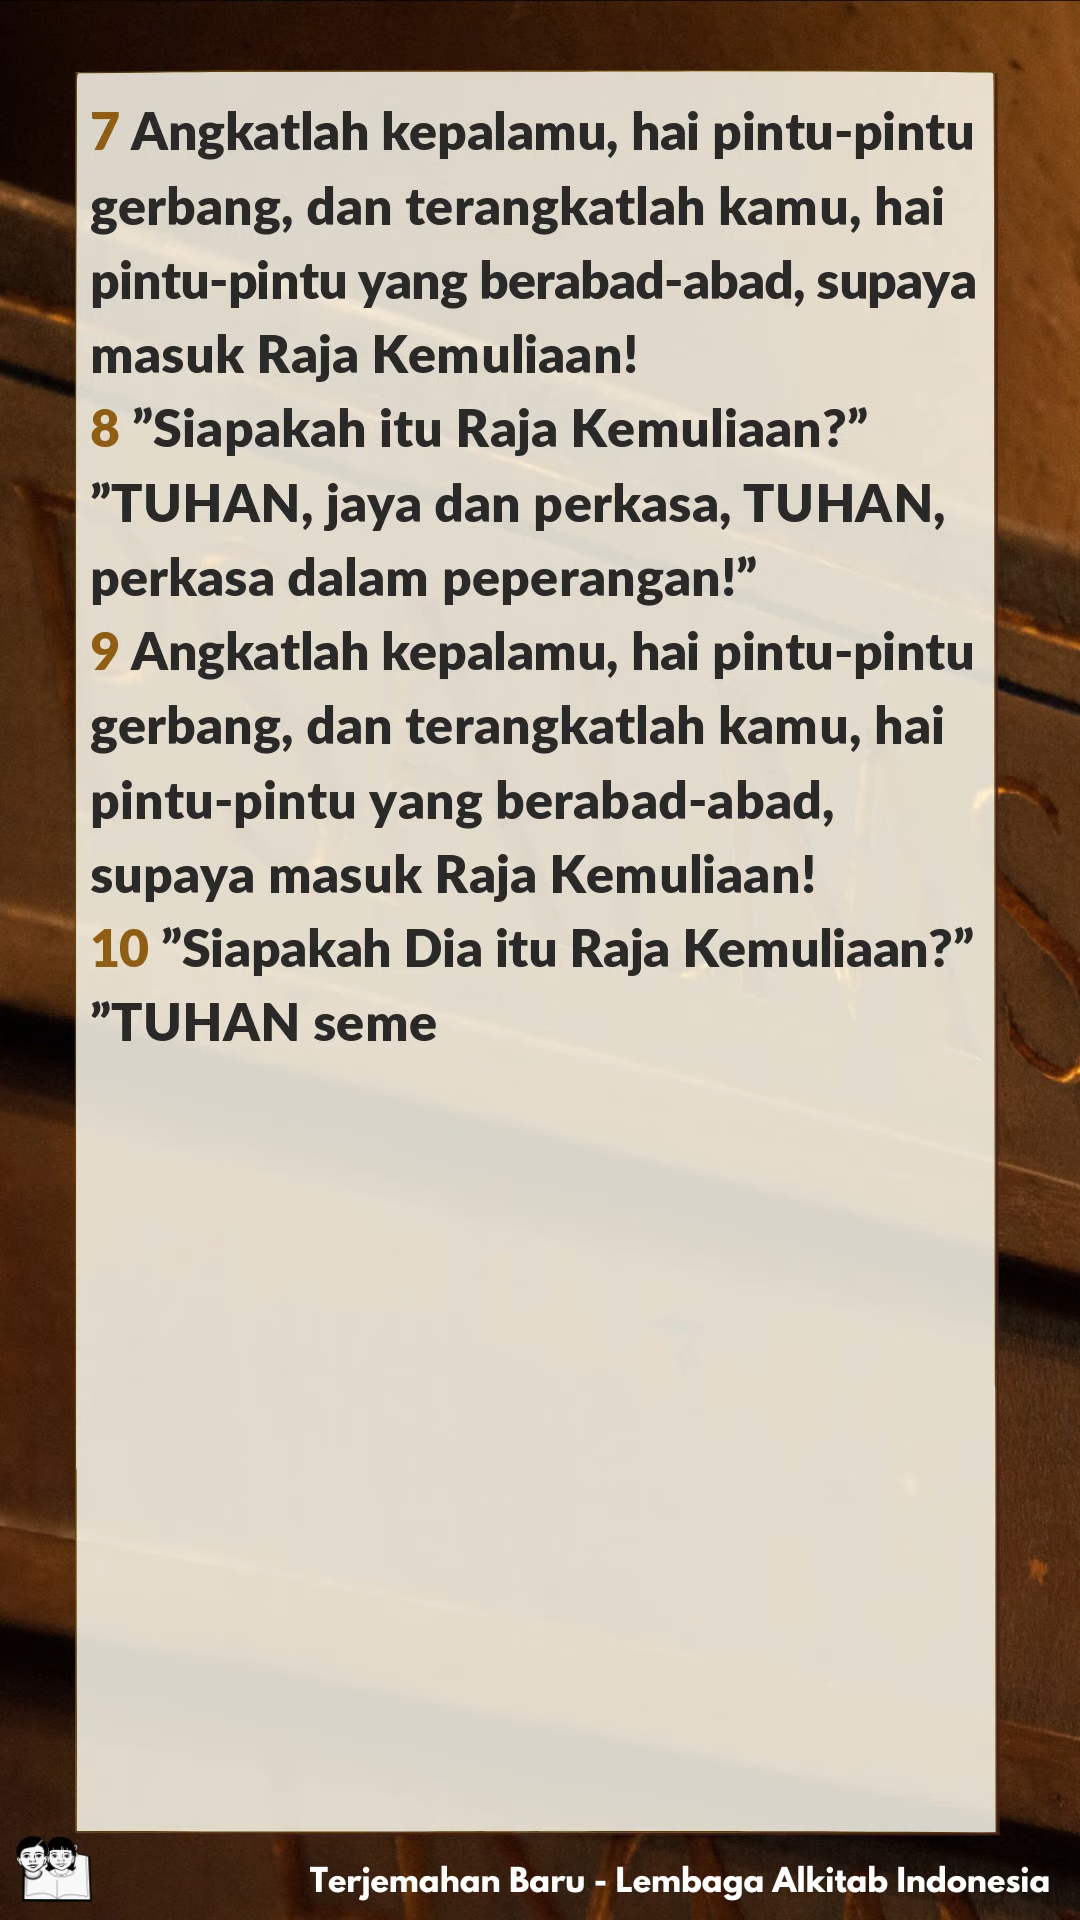 7 Angkatlah kepalamu, hai pintu-pintu
gerbang, dan terangkatlah kamu, hai
pintu-pintu yang berabad-abad, supaya
masuk Raja Kemuliaan!
8 ”Siapakah itu Raja Kemuliaan?”
”TUHAN, jaya dan perkasa, TUHAN,
perkasa dalam peperangan!”
9 Angkatlah kepalamu, hai pintu-pintu
gerbang, dan terangkatlah kamu, hai
pintu-pintu yang berabad-abad,
supaya masuk Raja Kemuliaan!
10 ”Siapakah Dia itu Raja Kemuliaan?”
”TUHAN seme
Terjemahan Baru - Lembaga Alkitab Indonesia